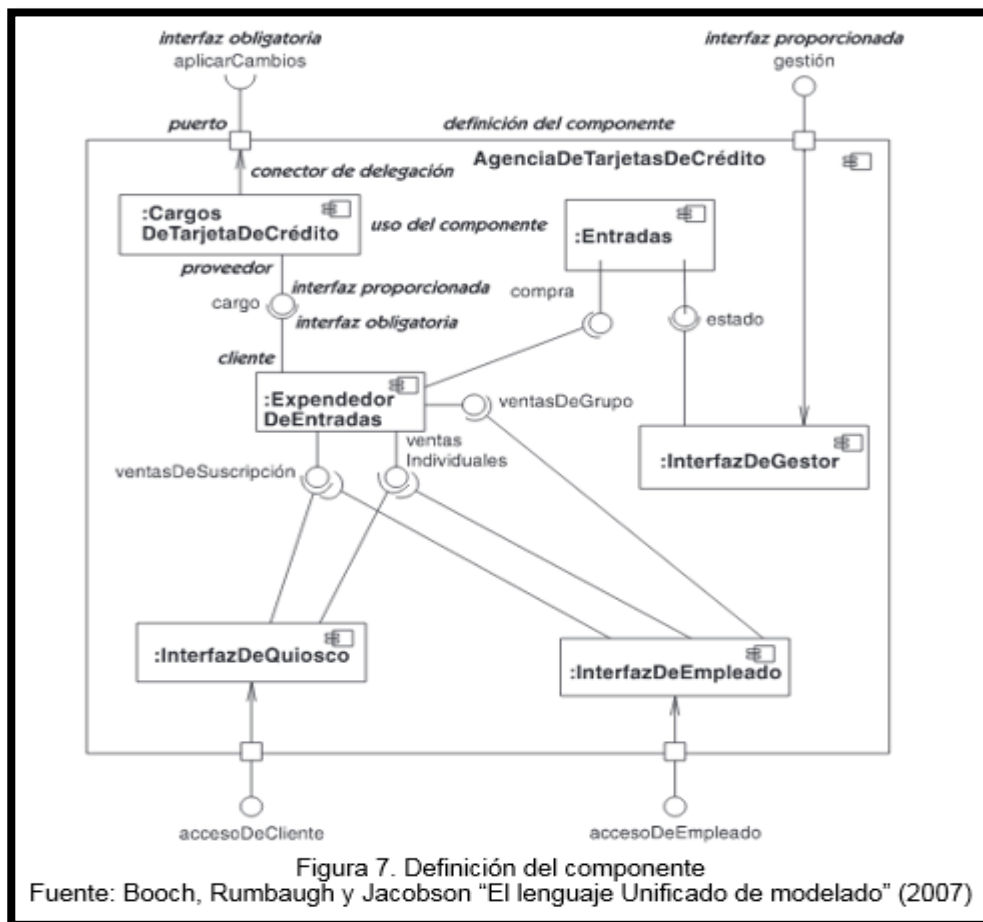 interfaz obligatoria
aplicarCambios
interfaz proporcionada
gestión
puerto
definición del componente
AgenciaDeTarjetasDeCrédito
conector de delegación
:Cargos
DeTarjetaDeCrédito
uso del componente
:Entradas
proveedor
interfaz proporcionada
compra
cargo
interfaz obligatoria
estado
cliente
:Expendedor
DeEntradas
ventasDeGrupo
ventas
Individuales
ventasDeSuscripción
:InterfazDeGestor
:InterfazDeQuiosco
:InterfazDeEmpleado
accesoDeCliente
accesoDeEmpleado
Figura 7. Definición del componente
Fuente: Booch, Rumbaugh y Jacobson “El lenguaje Unificado de modelado” (2007)